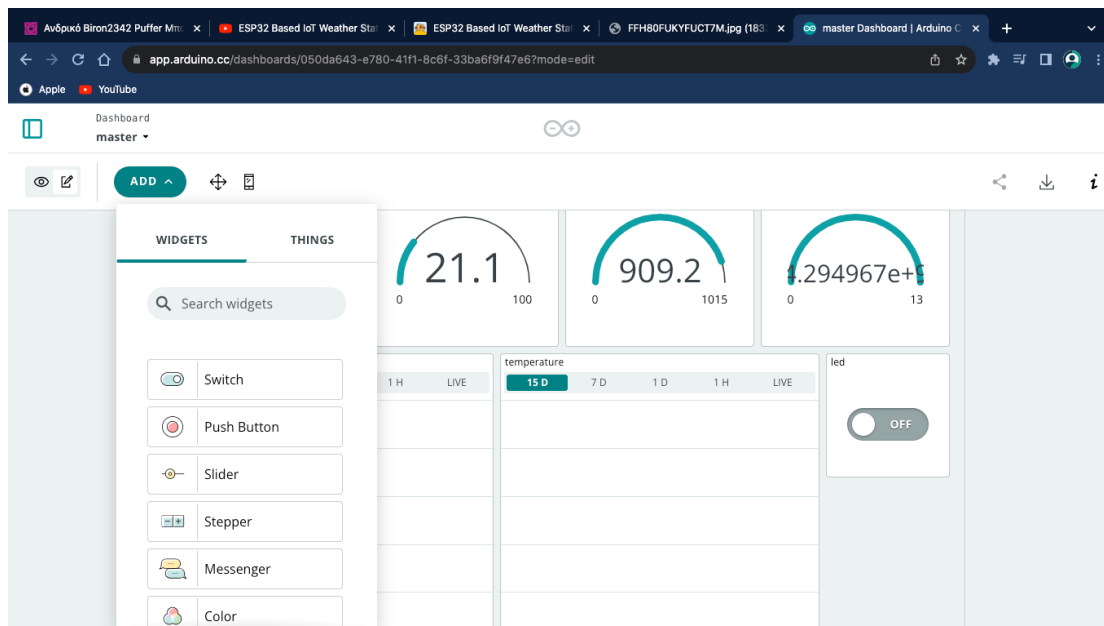 Ανδρικό Biron2342 Puffer Μπο
ESP32 Based IoT Weather Stat
ESP32 Based IoT Weather Stat
FFH80FUKYFUCT7M.jpg (183
master Dashboard | Arduino C
app.arduino.cc/dashboards/050da643-e780-41f1-8c6f-33ba6f9f47e6?mode=edit
Apple
YouTube
Dashboard
master
ADD
i
WIDGETS
THINGS
Search widgets
Switch
Push Button
Slider
Stepper
Messenger
Color
21.1
0 100
909.2
0 1015
4.294967e+9
0 13
1 H LIVE
temperature
15 D 7 D 1 D 1 H LIVE
led
OFF